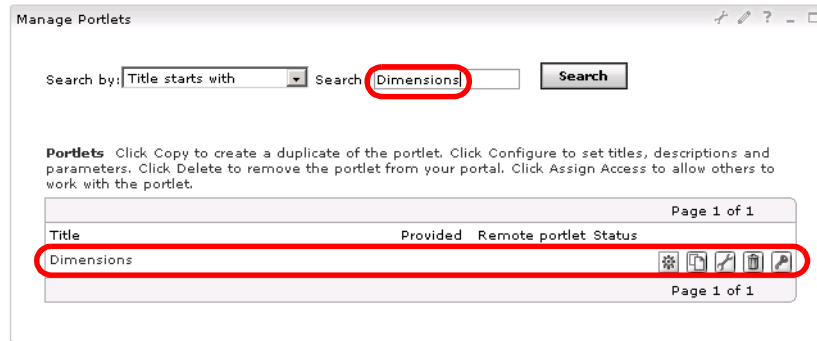 Manage Portlets ?
Search by: Title starts with Search Dimensions Search
Portlets Click Copy to create a duplicate of the portlet. Click Configure to set titles, descriptions and
parameters. Click Delete to remove the portlet from your portal. Click Assign Access to allow others to
work with the portlet.
Page 1 of 1
Title Provided Remote portlet Status
Dimensions
Page 1 of 1